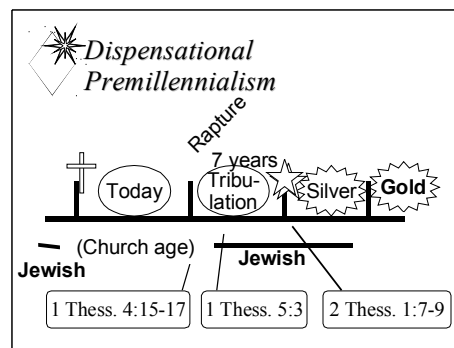 Dispensational
Premillennialism
Rapture
7 years
Today
Tribu-
lation
Silver
Gold
Jewish
(Church age)
Jewish
1 Thess. 4:15-17
1 Thess. 5:3
2 Thess. 1:7-9